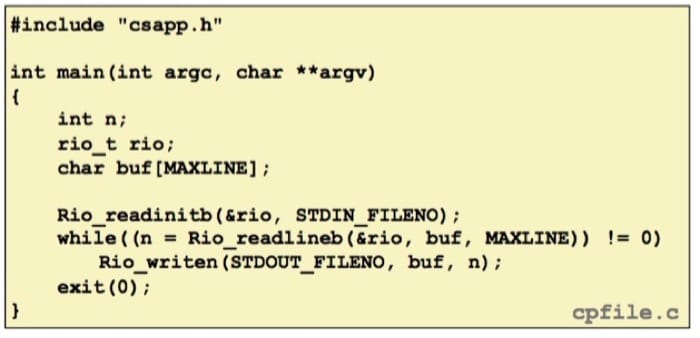 #include "csapp.h"

int main(int argc, char **argv)
{
    int n;
    rio_t rio;
    char buf[MAXLINE];

    Rio_readinitb(&rio, STDIN_FILENO);
    while((n = Rio_readlineb(&rio, buf, MAXLINE)) != 0)
        Rio_writen(STDOUT_FILENO, buf, n);
    exit(0);
}
cpfile.c